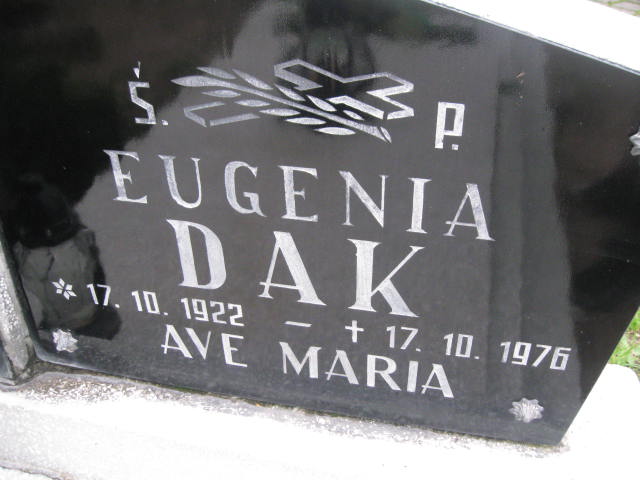 Ś. P.
EUGENIA
DAK
* 17. 10. 1922 — + 17. 10. 1976
AVE MARIA